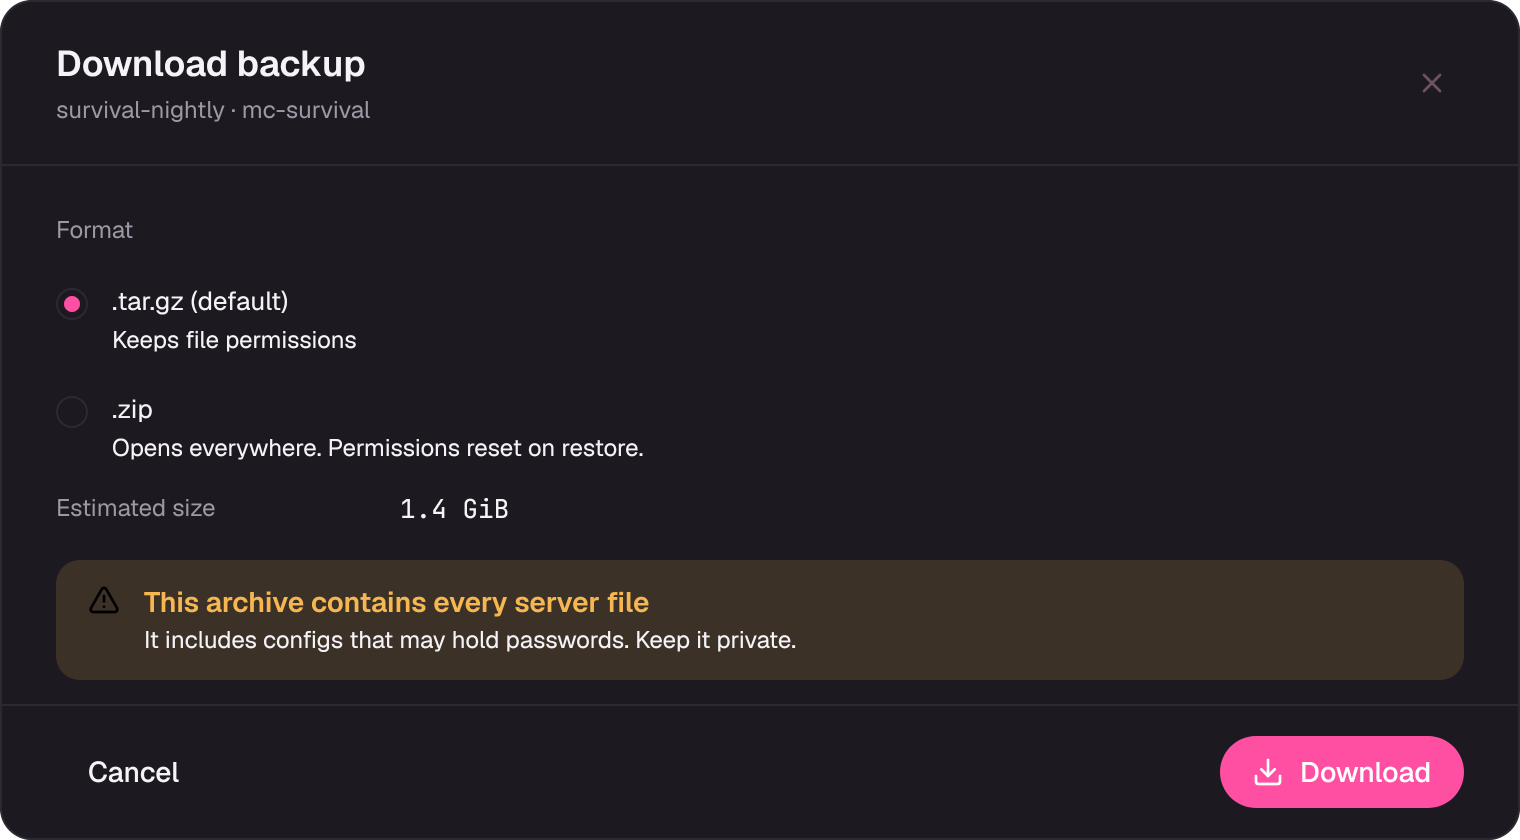 Download backup
survival-nightly · mc-survival
Format
.tar.gz (default)
Keeps file permissions
.zip
Opens everywhere. Permissions reset on restore.
Estimated size 1.4 GiB
This archive contains every server file
It includes configs that may hold passwords. Keep it private.
Cancel Download